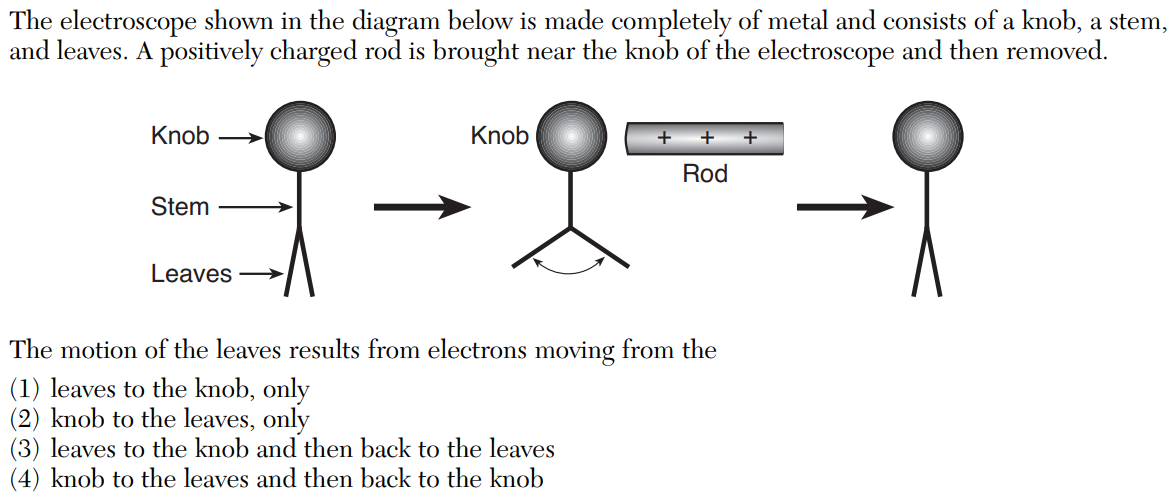 The electroscope shown in the diagram below is made completely of metal and consists of a knob, a stem,
and leaves. A positively charged rod is brought near the knob of the electroscope and then removed.
Knob
Knob
+ + +
Rod
Stem
Leaves
The motion of the leaves results from electrons moving from the
(1) leaves to the knob, only
(2) knob to the leaves, only
(3) leaves to the knob and then back to the leaves
(4) knob to the leaves and then back to the knob